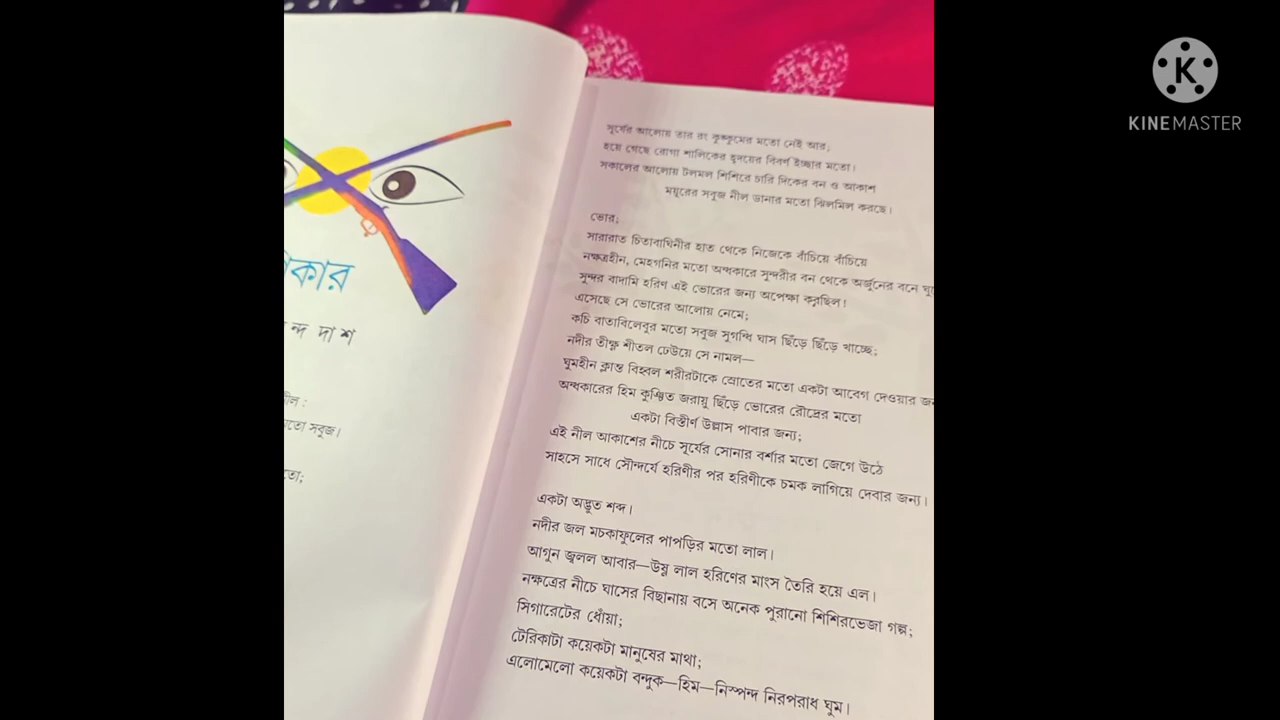 কার
ন্দ দাশ
নীল :
মতো সবুজ।
তো;
সূর্যের আলোয় তার রং কুঙ্কুমের মতো নেই আর;
হয়ে গেছে রোগা শালিকের হৃদয়ের বিবর্ণ ইচ্ছার মতো।
সকালের আলোয় টলমল শিশিরে চারি দিকের বন ও আকাশ
ময়ূরের সবুজ নীল ডানার মতো ঝিলমিল করছে।
ভোর;
সারারাত চিতাবাঘিনীর হাত থেকে নিজেকে বাঁচিয়ে বাঁচিয়ে
নক্ষত্রহীন, মেহগনির মতো অন্ধকারে সুন্দরীর বন থেকে অর্জুনের বনে ঘু
সুন্দর বাদামি হরিণ এই ভোরের জন্য অপেক্ষা করছিল!
এসেছে সে ভোরের আলোয় নেমে;
কচি বাতাবিলেবুর মতো সবুজ সুগন্ধি ঘাস ছিঁড়ে ছিঁড়ে খাচ্ছে;
নদীর তীক্ষ্ণ শীতল ঢেউয়ে সে নামল—
ঘুমহীন ক্লান্ত বিহ্বল শরীরটাকে স্রোতের মতো একটা আবেগ দেওয়ার জন
অন্ধকারের হিম কুঞ্চিত জরায়ু ছিঁড়ে ভোরের রৌদ্রের মতো
একটা বিস্তীর্ণ উল্লাস পাবার জন্য;
এই নীল আকাশের নীচে সূর্যের সোনার বর্শার মতো জেগে উঠে
সাহসে সাধে সৌন্দর্যে হরিণীর পর হরিণীকে চমক লাগিয়ে দেবার জন্য।
একটা অদ্ভুত শব্দ।
নদীর জল মচকাফুলের পাপড়ির মতো লাল।
আগুন জ্বলল আবার—উষ্ণ লাল হরিণের মাংস তৈরি হয়ে এল।
নক্ষত্রের নীচে ঘাসের বিছানায় বসে অনেক পুরানো শিশিরভেজা গল্প;
সিগারেটের ধোঁয়া;
টেরিকাটা কয়েকটা মানুষের মাথা;
এলোমেলো কয়েকটা বন্দুক—হিম—নিস্পন্দ নিরপরাধ ঘুম।
KINEMASTER